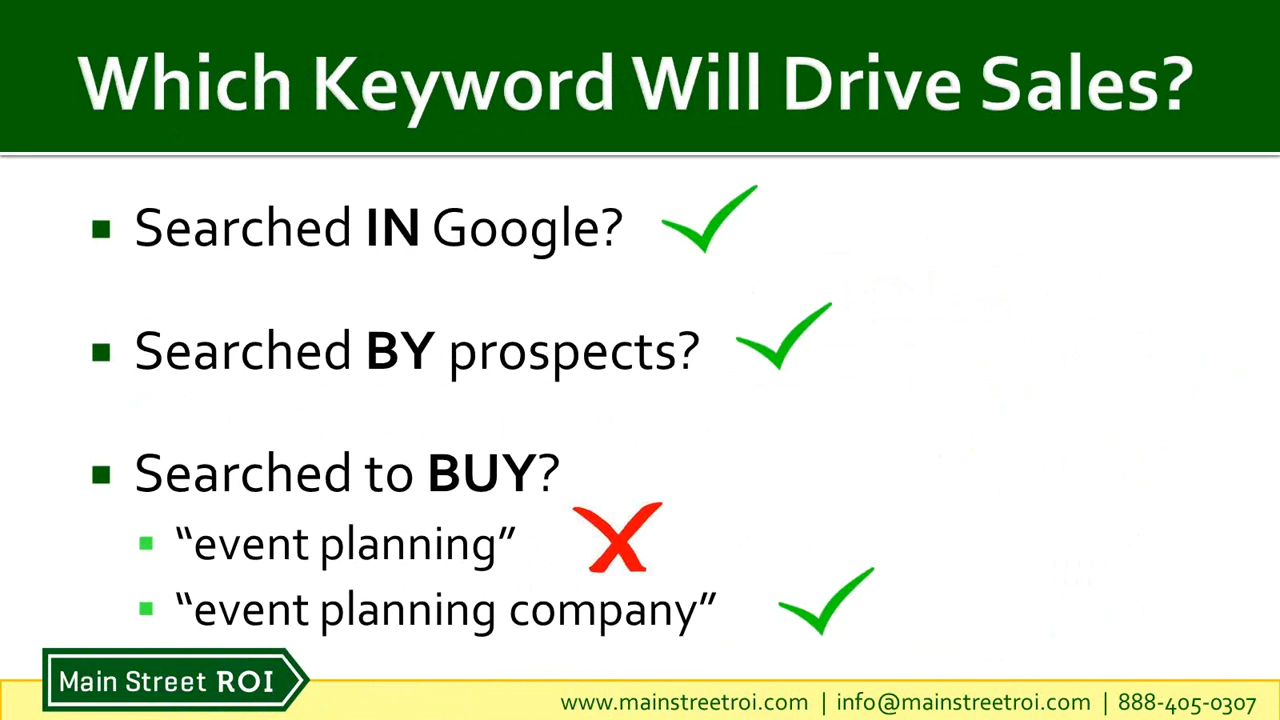 Which Keyword Will Drive Sales?
Searched IN Google?
Searched BY prospects?
Searched to BUY?
“event planning”
“event planning company”
Main Street ROI
www.mainstreetroi.com | info@mainstreetroi.com | 888-405-0307